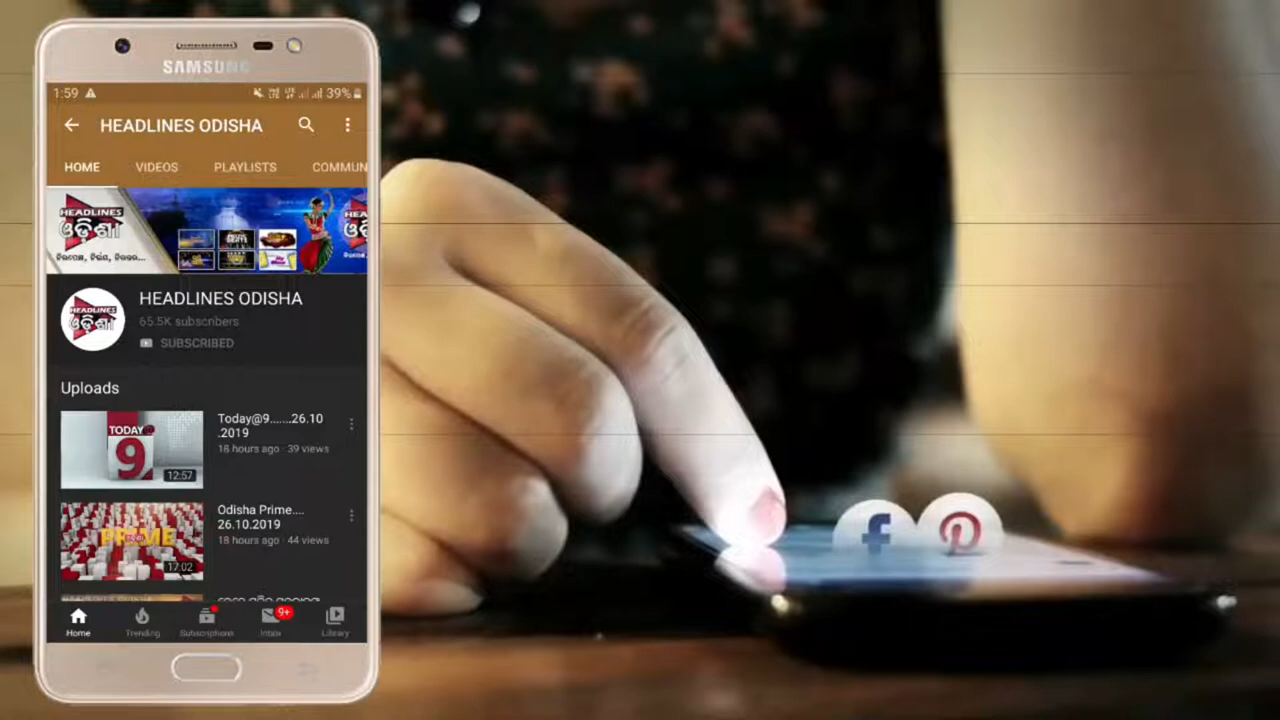 SAMSUNG
1:59 39%
HEADLINES ODISHA
HOME VIDEOS PLAYLISTS COMMUN
HEADLINES
ଓଡ଼ିଶା
HEADLINES ODISHA
65.5K subscribers
SUBSCRIBED
HEADLINES
ଓଡ଼ିଶା
Uploads
Today@9.......26.10
.2019
18 hours ago · 39 views
TODAY@
9
12:57
Odisha Prime....
26.10.2019
18 hours ago · 44 views
PRIME
17:02
9+
Home Trending Subscriptions Inbox Library